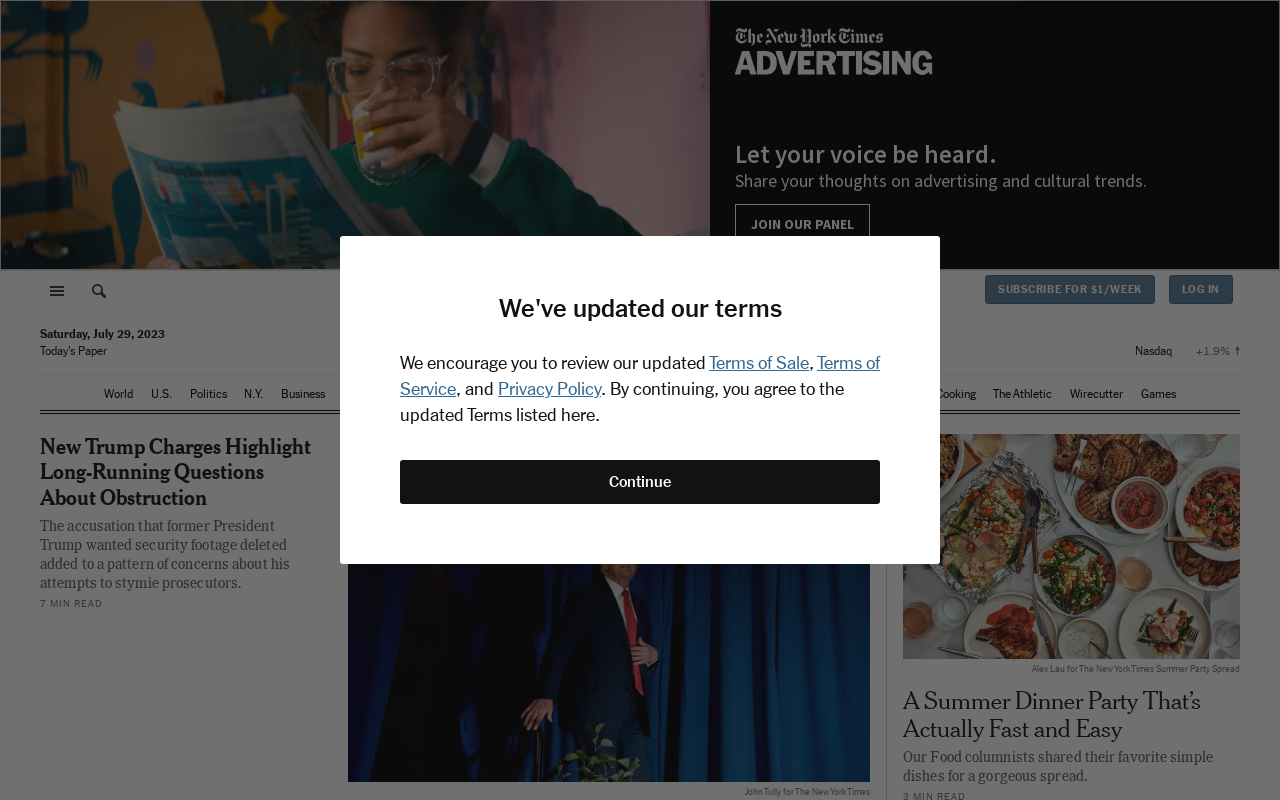 The New York Times
ADVERTISING
Let your voice be heard.
Share your thoughts on advertising and cultural trends.
JOIN OUR PANEL
SUBSCRIBE FOR $1/WEEK
LOG IN
Saturday, July 29, 2023
Today's Paper
Nasdaq +1.9%
World U.S. Politics N.Y. Business
Cooking The Athletic Wirecutter Games
We've updated our terms
We encourage you to review our updated Terms of Sale, Terms of
Service, and Privacy Policy. By continuing, you agree to the
updated Terms listed here.
Continue
New Trump Charges Highlight
Long-Running Questions
About Obstruction
The accusation that former President
Trump wanted security footage deleted
added to a pattern of concerns about his
attempts to stymie prosecutors.
7 MIN READ
John Tully for The New York Times
Alex Lau for The New York Times Summer Party Spread
A Summer Dinner Party That's
Actually Fast and Easy
Our Food columnists shared their favorite simple
dishes for a gorgeous spread.
3 MIN READ